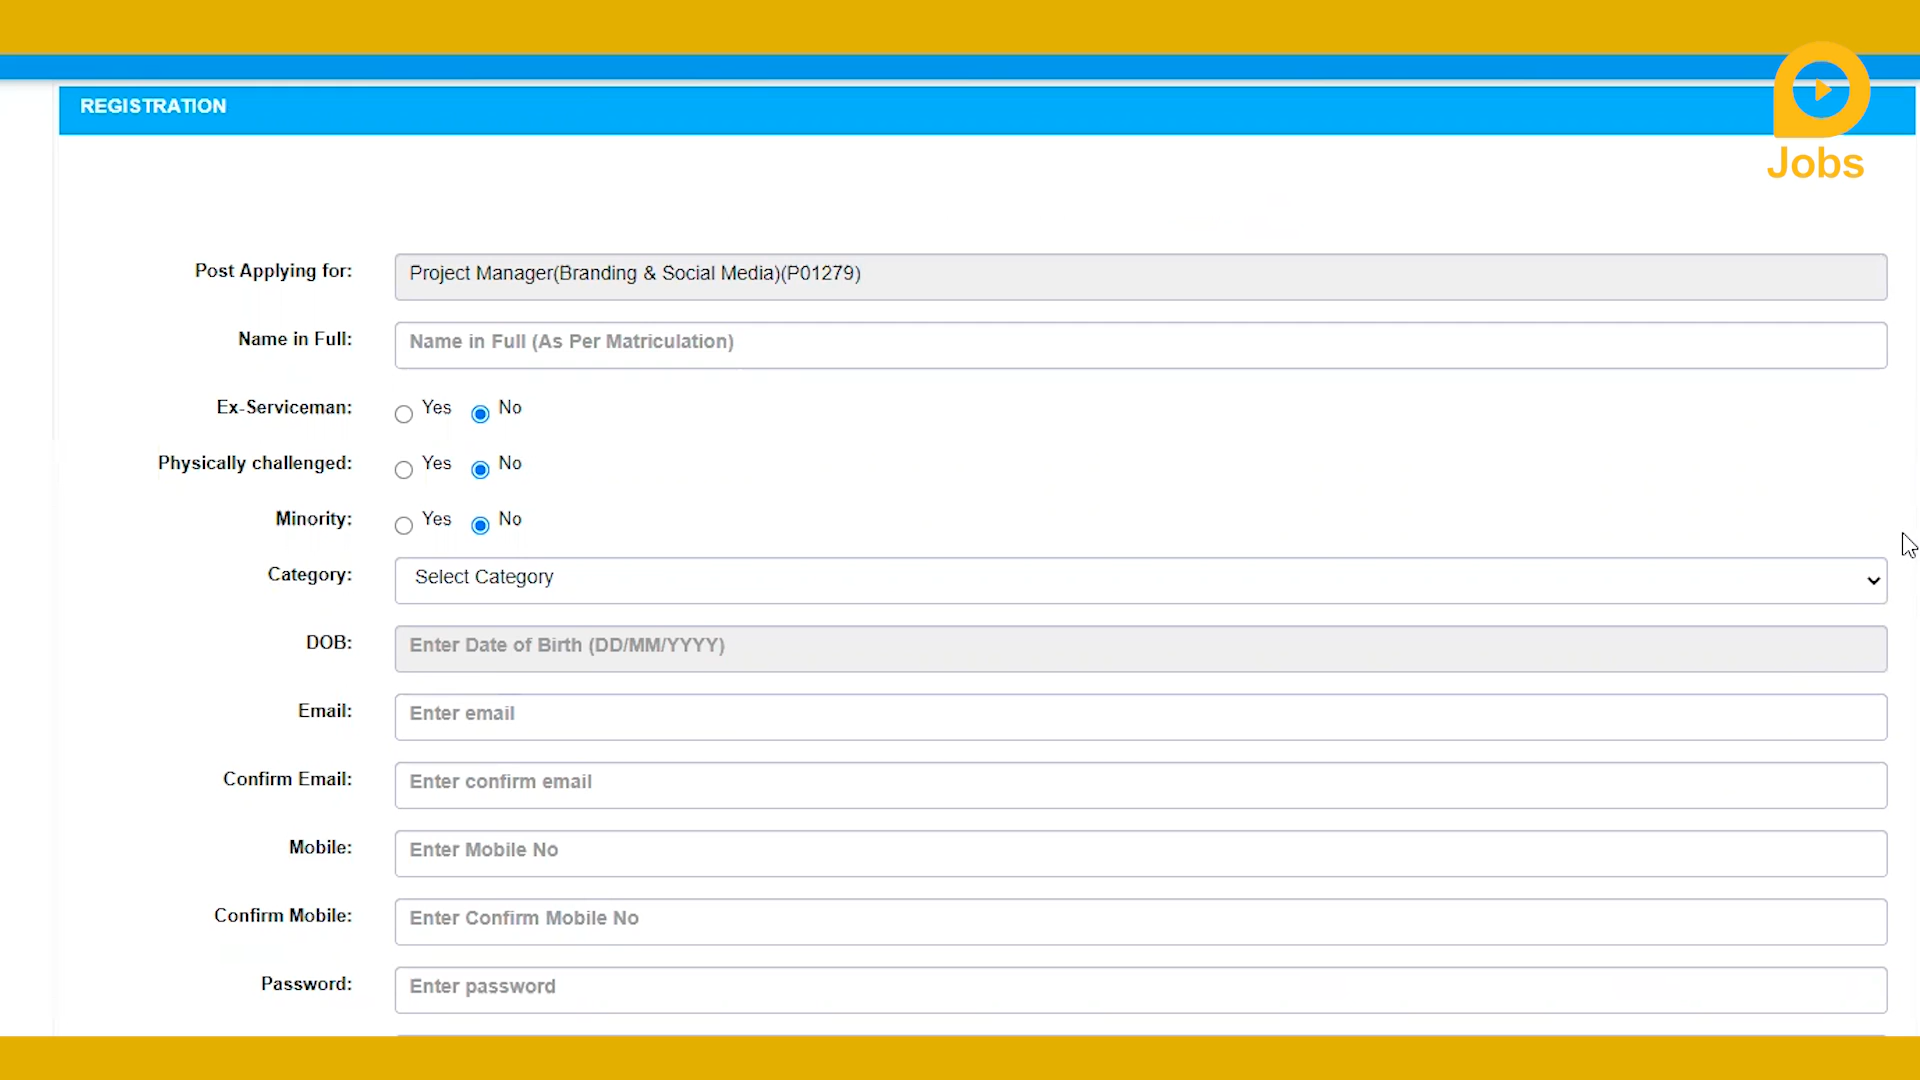 REGISTRATION
Jobs
Post Applying for: Project Manager(Branding & Social Media)(P01279)
Name in Full: Name in Full (As Per Matriculation)
Ex-Serviceman: Yes No
Physically challenged: Yes No
Minority: Yes No
Category: Select Category
DOB: Enter Date of Birth (DD/MM/YYYY)
Email: Enter email
Confirm Email: Enter confirm email
Mobile: Enter Mobile No
Confirm Mobile: Enter Confirm Mobile No
Password: Enter password